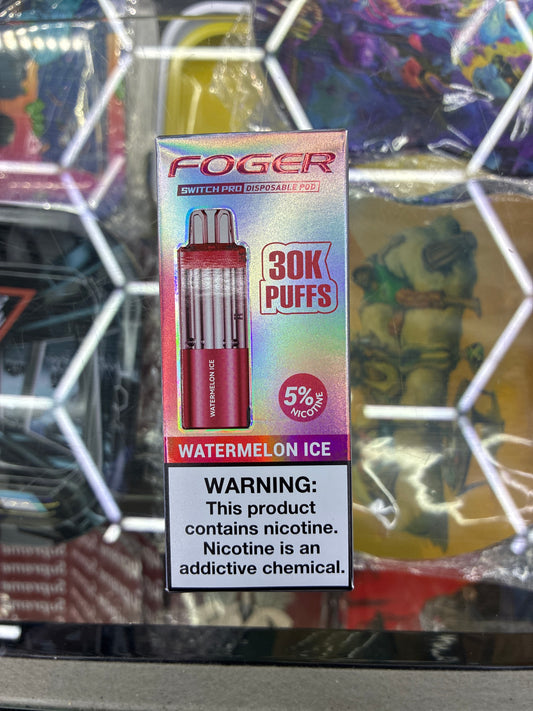 FOGER
SWITCH PRO DISPOSABLE POD
30K
PUFFS
WATERMELON ICE
5%
NICOTINE
WATERMELON ICE
WARNING:
This product
contains nicotine.
Nicotine is an
addictive chemical.